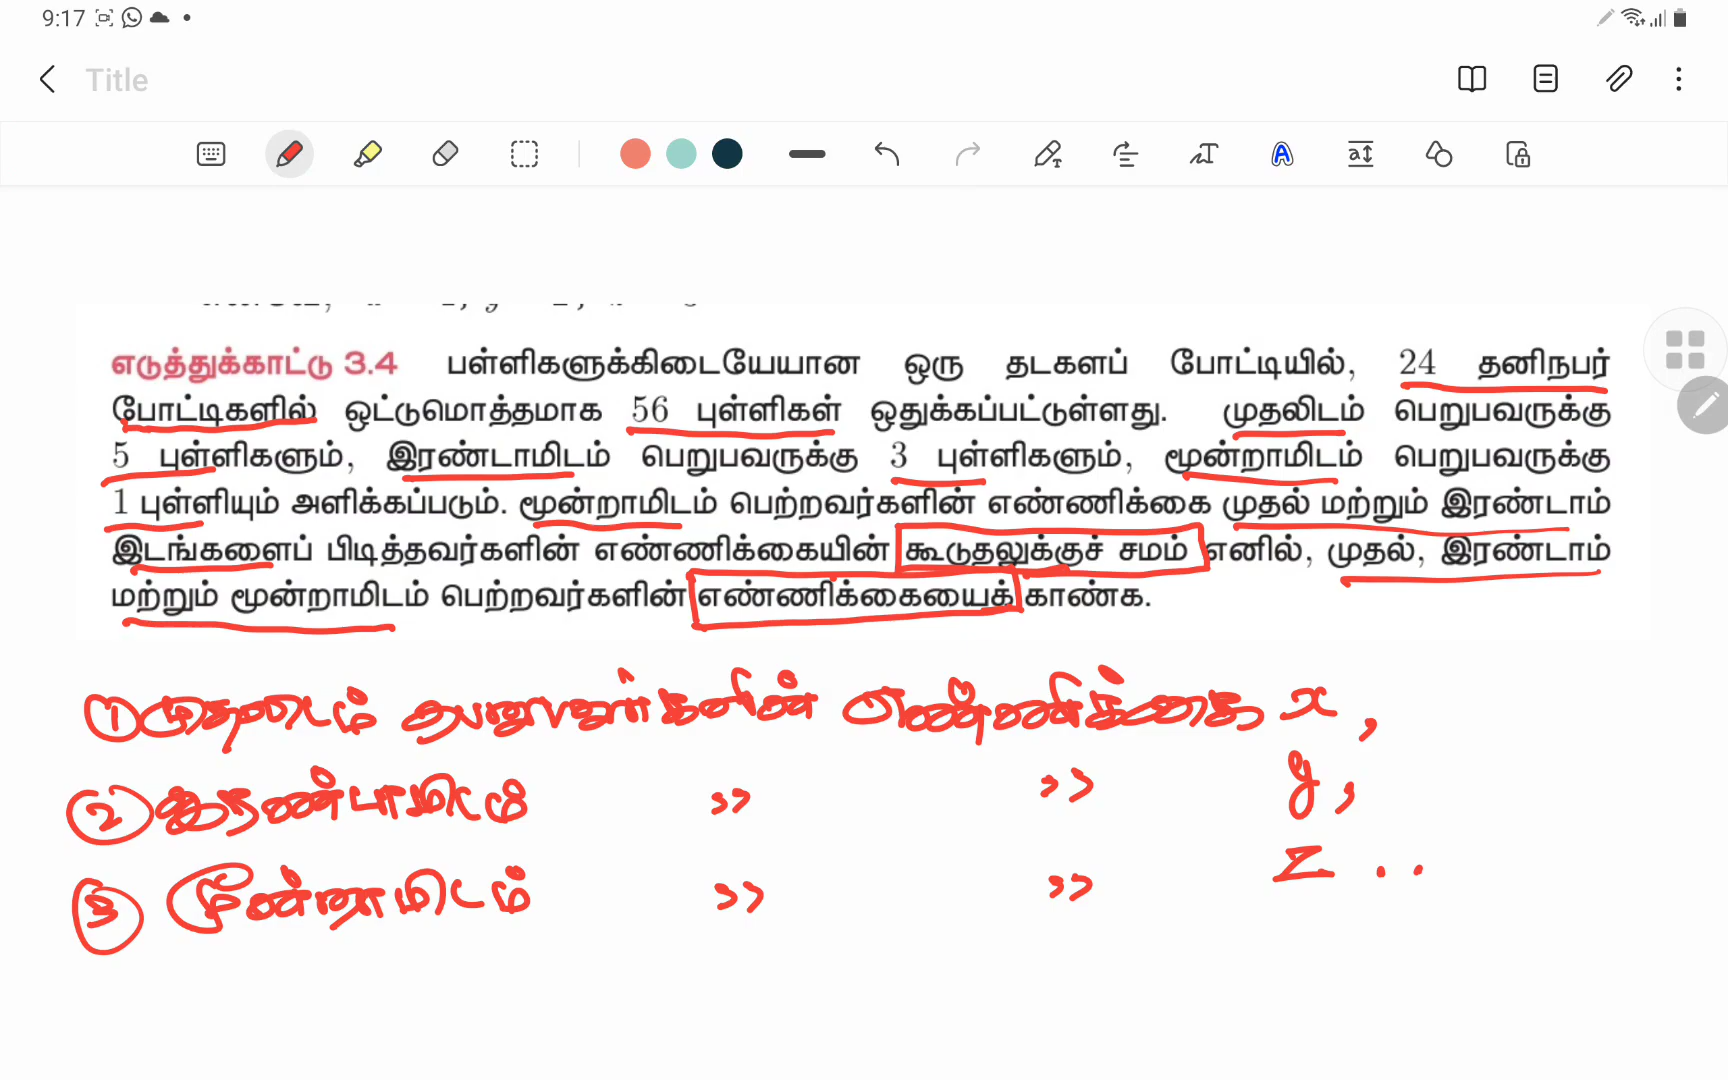 9:17
Title
எடுத்துக்காட்டு 3.4 பள்ளிகளுக்கிடையேயான ஒரு தடகளப் போட்டியில், 24 தனிநபர்
போட்டிகளில் ஒட்டுமொத்தமாக 56 புள்ளிகள் ஒதுக்கப்பட்டுள்ளது. முதலிடம் பெறுபவருக்கு
5 புள்ளிகளும், இரண்டாமிடம் பெறுபவருக்கு 3 புள்ளிகளும், மூன்றாமிடம் பெறுபவருக்கு
1 புள்ளியும் அளிக்கப்படும். மூன்றாமிடம் பெற்றவர்களின் எண்ணிக்கை முதல் மற்றும் இரண்டாம்
இடங்களைப் பிடித்தவர்களின் எண்ணிக்கையின் கூடுதலுக்குச் சமம் எனில், முதல், இரண்டாம்
மற்றும் மூன்றாமிடம் பெற்றவர்களின் எண்ணிக்கையைக் காண்க.
① முதலிடம் எண்ணிக்கை x,
② இரண்டாமிடம் " " y,
③ மூன்றாமிடம் " " z ..